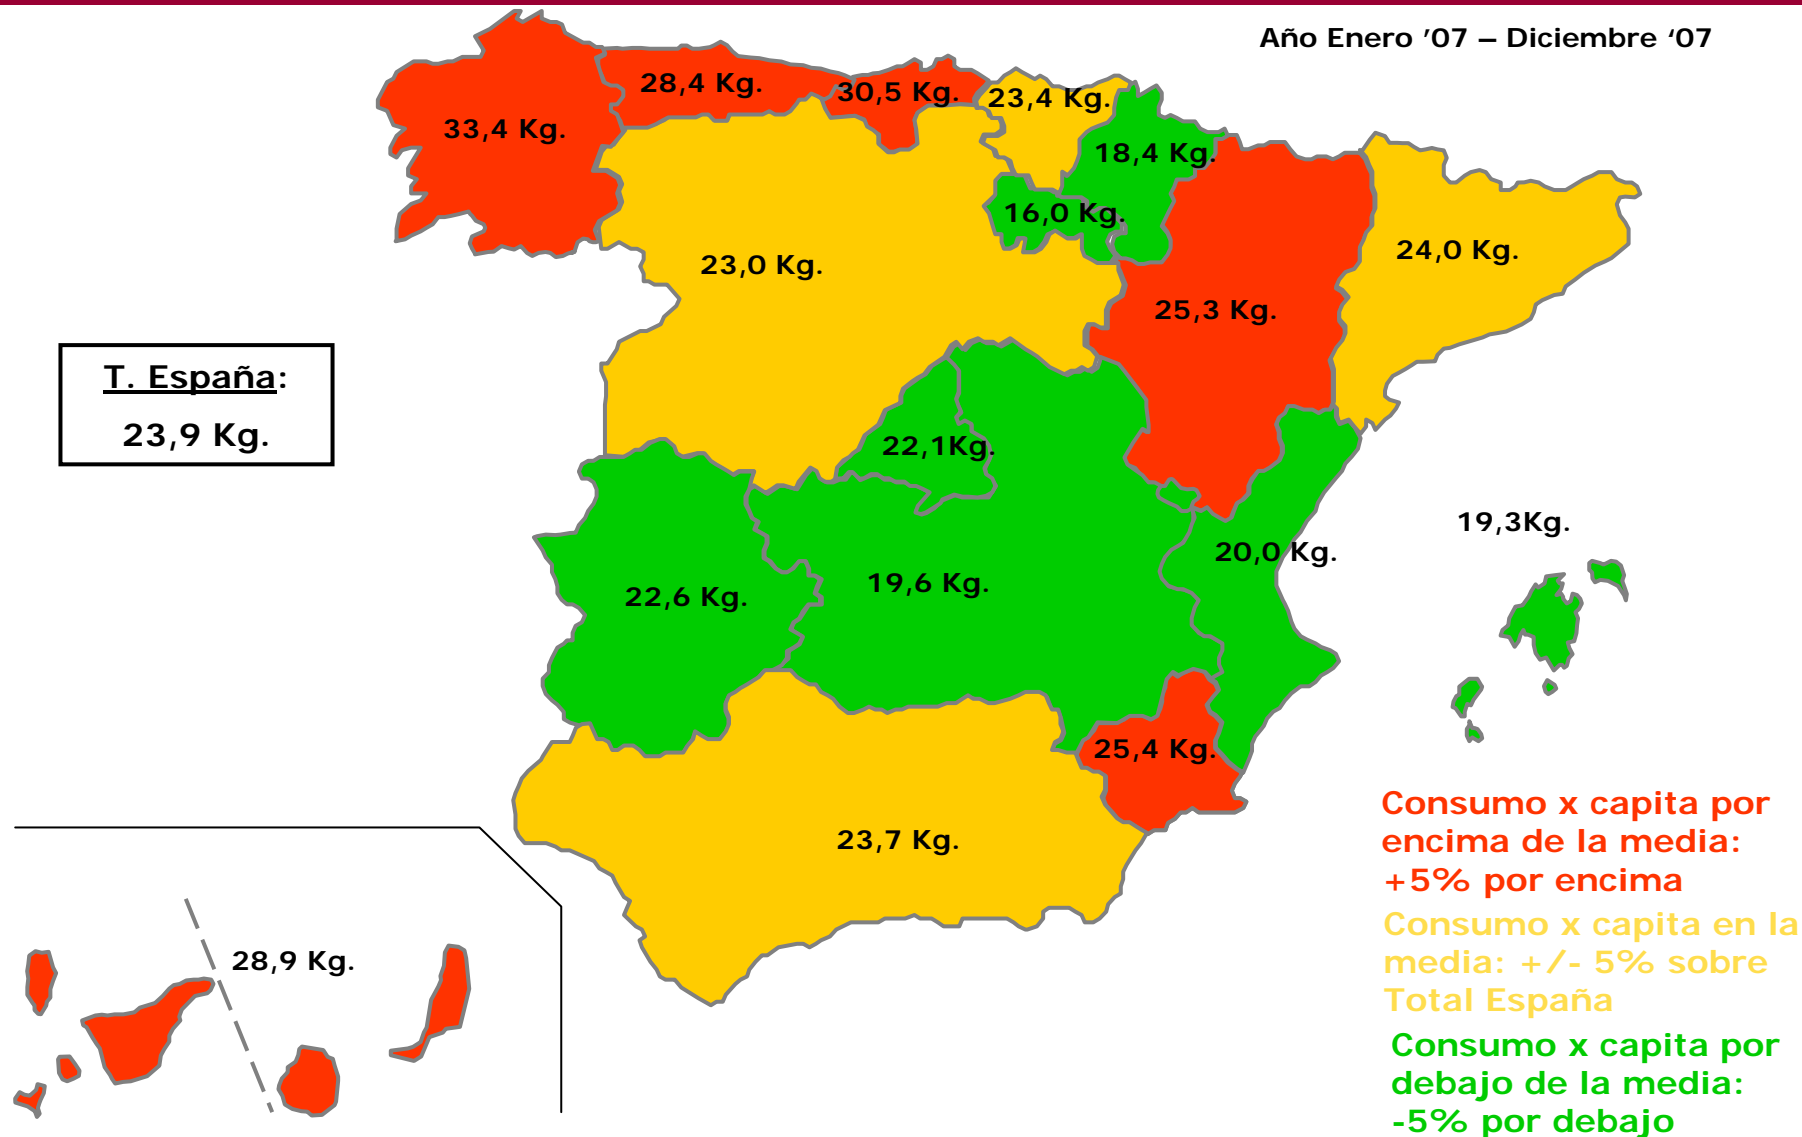 Año Enero ’07 – Diciembre ‘07
28,4 Kg.
30,5 Kg.
23,4 Kg.
33,4 Kg.
18,4 Kg.
16,0 Kg.
23,0 Kg.
24,0 Kg.
25,3 Kg.
T. España:
23,9 Kg.
22,1Kg.
19,3Kg.
20,0 Kg.
19,6 Kg.
22,6 Kg.
25,4 Kg.
23,7 Kg.
28,9 Kg.
Consumo x capita por
encima de la media:
+5% por encima
Consumo x capita en la
media: +/- 5% sobre
Total España
Consumo x capita por
debajo de la media:
-5% por debajo